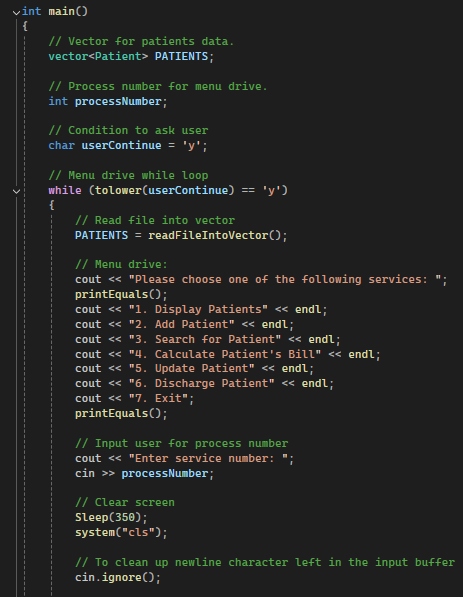 int main()
{
// Vector for patients data.
vector<Patient> PATIENTS;
// Process number for menu drive.
int processNumber;
// Condition to ask user
char userContinue = 'y';
// Menu drive while loop
while (tolower(userContinue) == 'y')
{
// Read file into vector
PATIENTS = readFileIntoVector();
// Menu drive:
cout << "Please choose one of the following services: ";
printEquals();
cout << "1. Display Patients" << endl;
cout << "2. Add Patient" << endl;
cout << "3. Search for Patient" << endl;
cout << "4. Calculate Patient's Bill" << endl;
cout << "5. Update Patient" << endl;
cout << "6. Discharge Patient" << endl;
cout << "7. Exit";
printEquals();
// Input user for process number
cout << "Enter service number: ";
cin >> processNumber;
// Clear screen
Sleep(350);
system("cls");
// To clean up newline character left in the input buffer
cin.ignore();